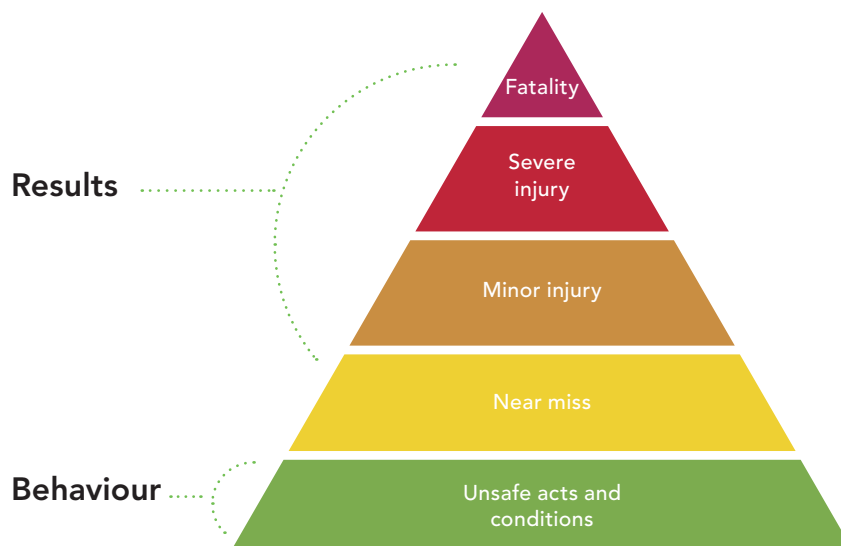 Fatality
Severe
injury
Results
Minor injury
Near miss
Behaviour
Unsafe acts and
conditions